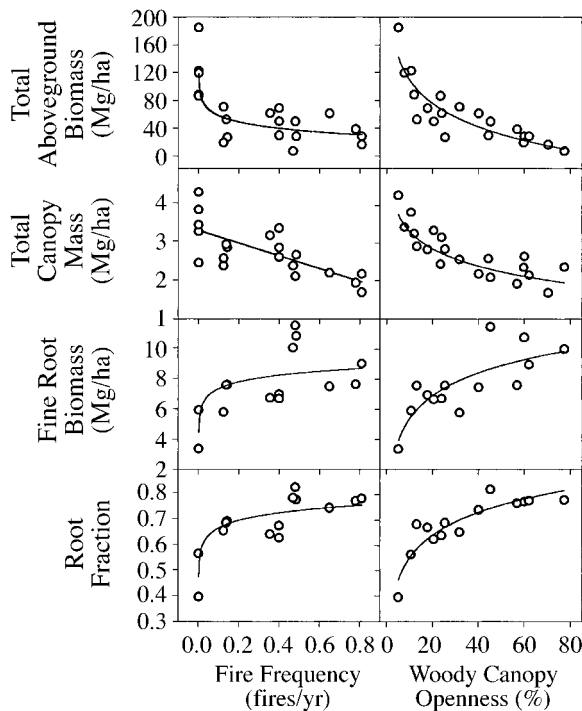 Total
Aboveground
Biomass
(Mg/ha)
200
160
120
80
40
0
Total
Canopy
Mass
(Mg/ha)
4
3
2
1
Fine Root
Biomass
(Mg/ha)
10
8
6
4
2
Root
Fraction
0.8
0.7
0.6
0.5
0.4
0.3
0.0 0.2 0.4 0.6 0.8
0 20 40 60 80
Fire Frequency
(fires/yr)
Woody Canopy
Openness (%)